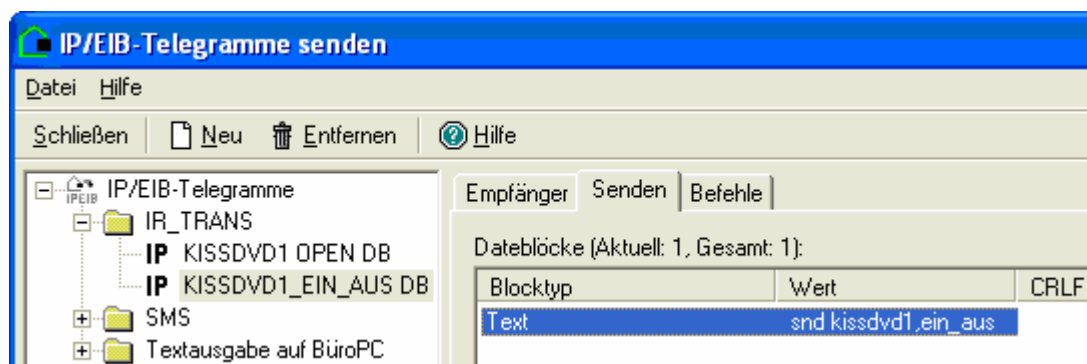 IP/EIB-Telegramme senden
Datei Hilfe
Schließen Neu Entfernen Hilfe
IP/EIB-Telegramme
IPEIB
IR_TRANS
IP KISSDVD1 OPEN DB
IP KISSDVD1_EIN_AUS DB
SMS
Textausgabe auf BüroPC
Empfänger Senden Befehle
Dateblöcke (Aktuell: 1, Gesamt: 1):
Blocktyp Wert CRLF
Text snd kissdvd1,ein_aus